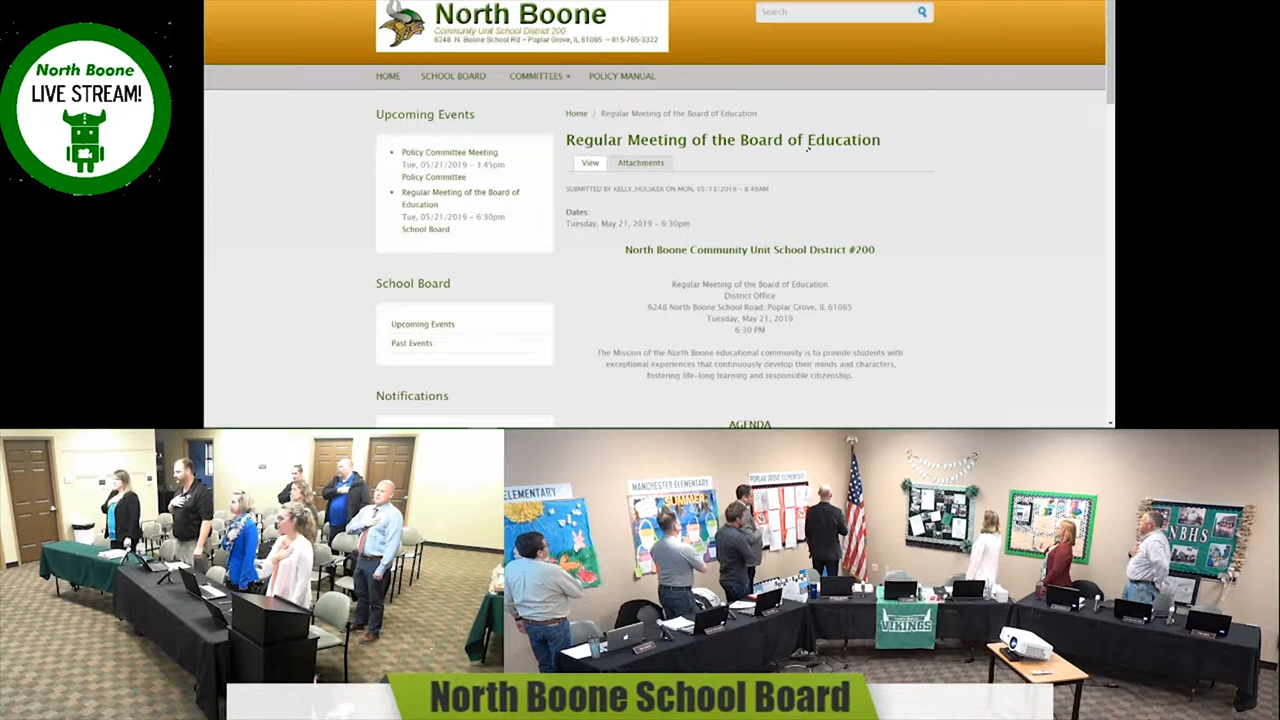 North Boone
LIVE STREAM!
North Boone
Community Unit School District 200
6248 N. Boone School Rd ~ Poplar Grove, IL 61065 ~815-765-3322
Search
HOME SCHOOL BOARD COMMITTEES POLICY MANUAL
Upcoming Events
Policy Committee Meeting
Tue, 05/21/2019 - 3:45pm
Policy Committee
Regular Meeting of the Board of
Education
Tue, 05/21/2019 - 6:30pm
School Board
School Board
Upcoming Events
Past Events
Notifications
Home / Regular Meeting of the Board of Education
Regular Meeting of the Board of Education
View Attachments
SUBMITTED BY KELLY_HOLSKER ON MON, 05/13/2019 - 8:49AM
Dates:
Tuesday, May 21, 2019 - 6:30pm
North Boone Community Unit School District #200
Regular Meeting of the Board of Education
District Office
6248 North Boone School Road, Poplar Grove, IL 61065
Tuesday, May 21, 2019
6:30 PM
The Mission of the North Boone educational community is to provide students with
exceptional experiences that continuously develop their minds and characters,
fostering life-long learning and responsible citizenship.
AGENDA
ELEMENTARY
MANCHESTER ELEMENTARY
SUMMER
POPLAR GROVE ELEMENTARY
NBHS
VIKINGS
North Boone School Board